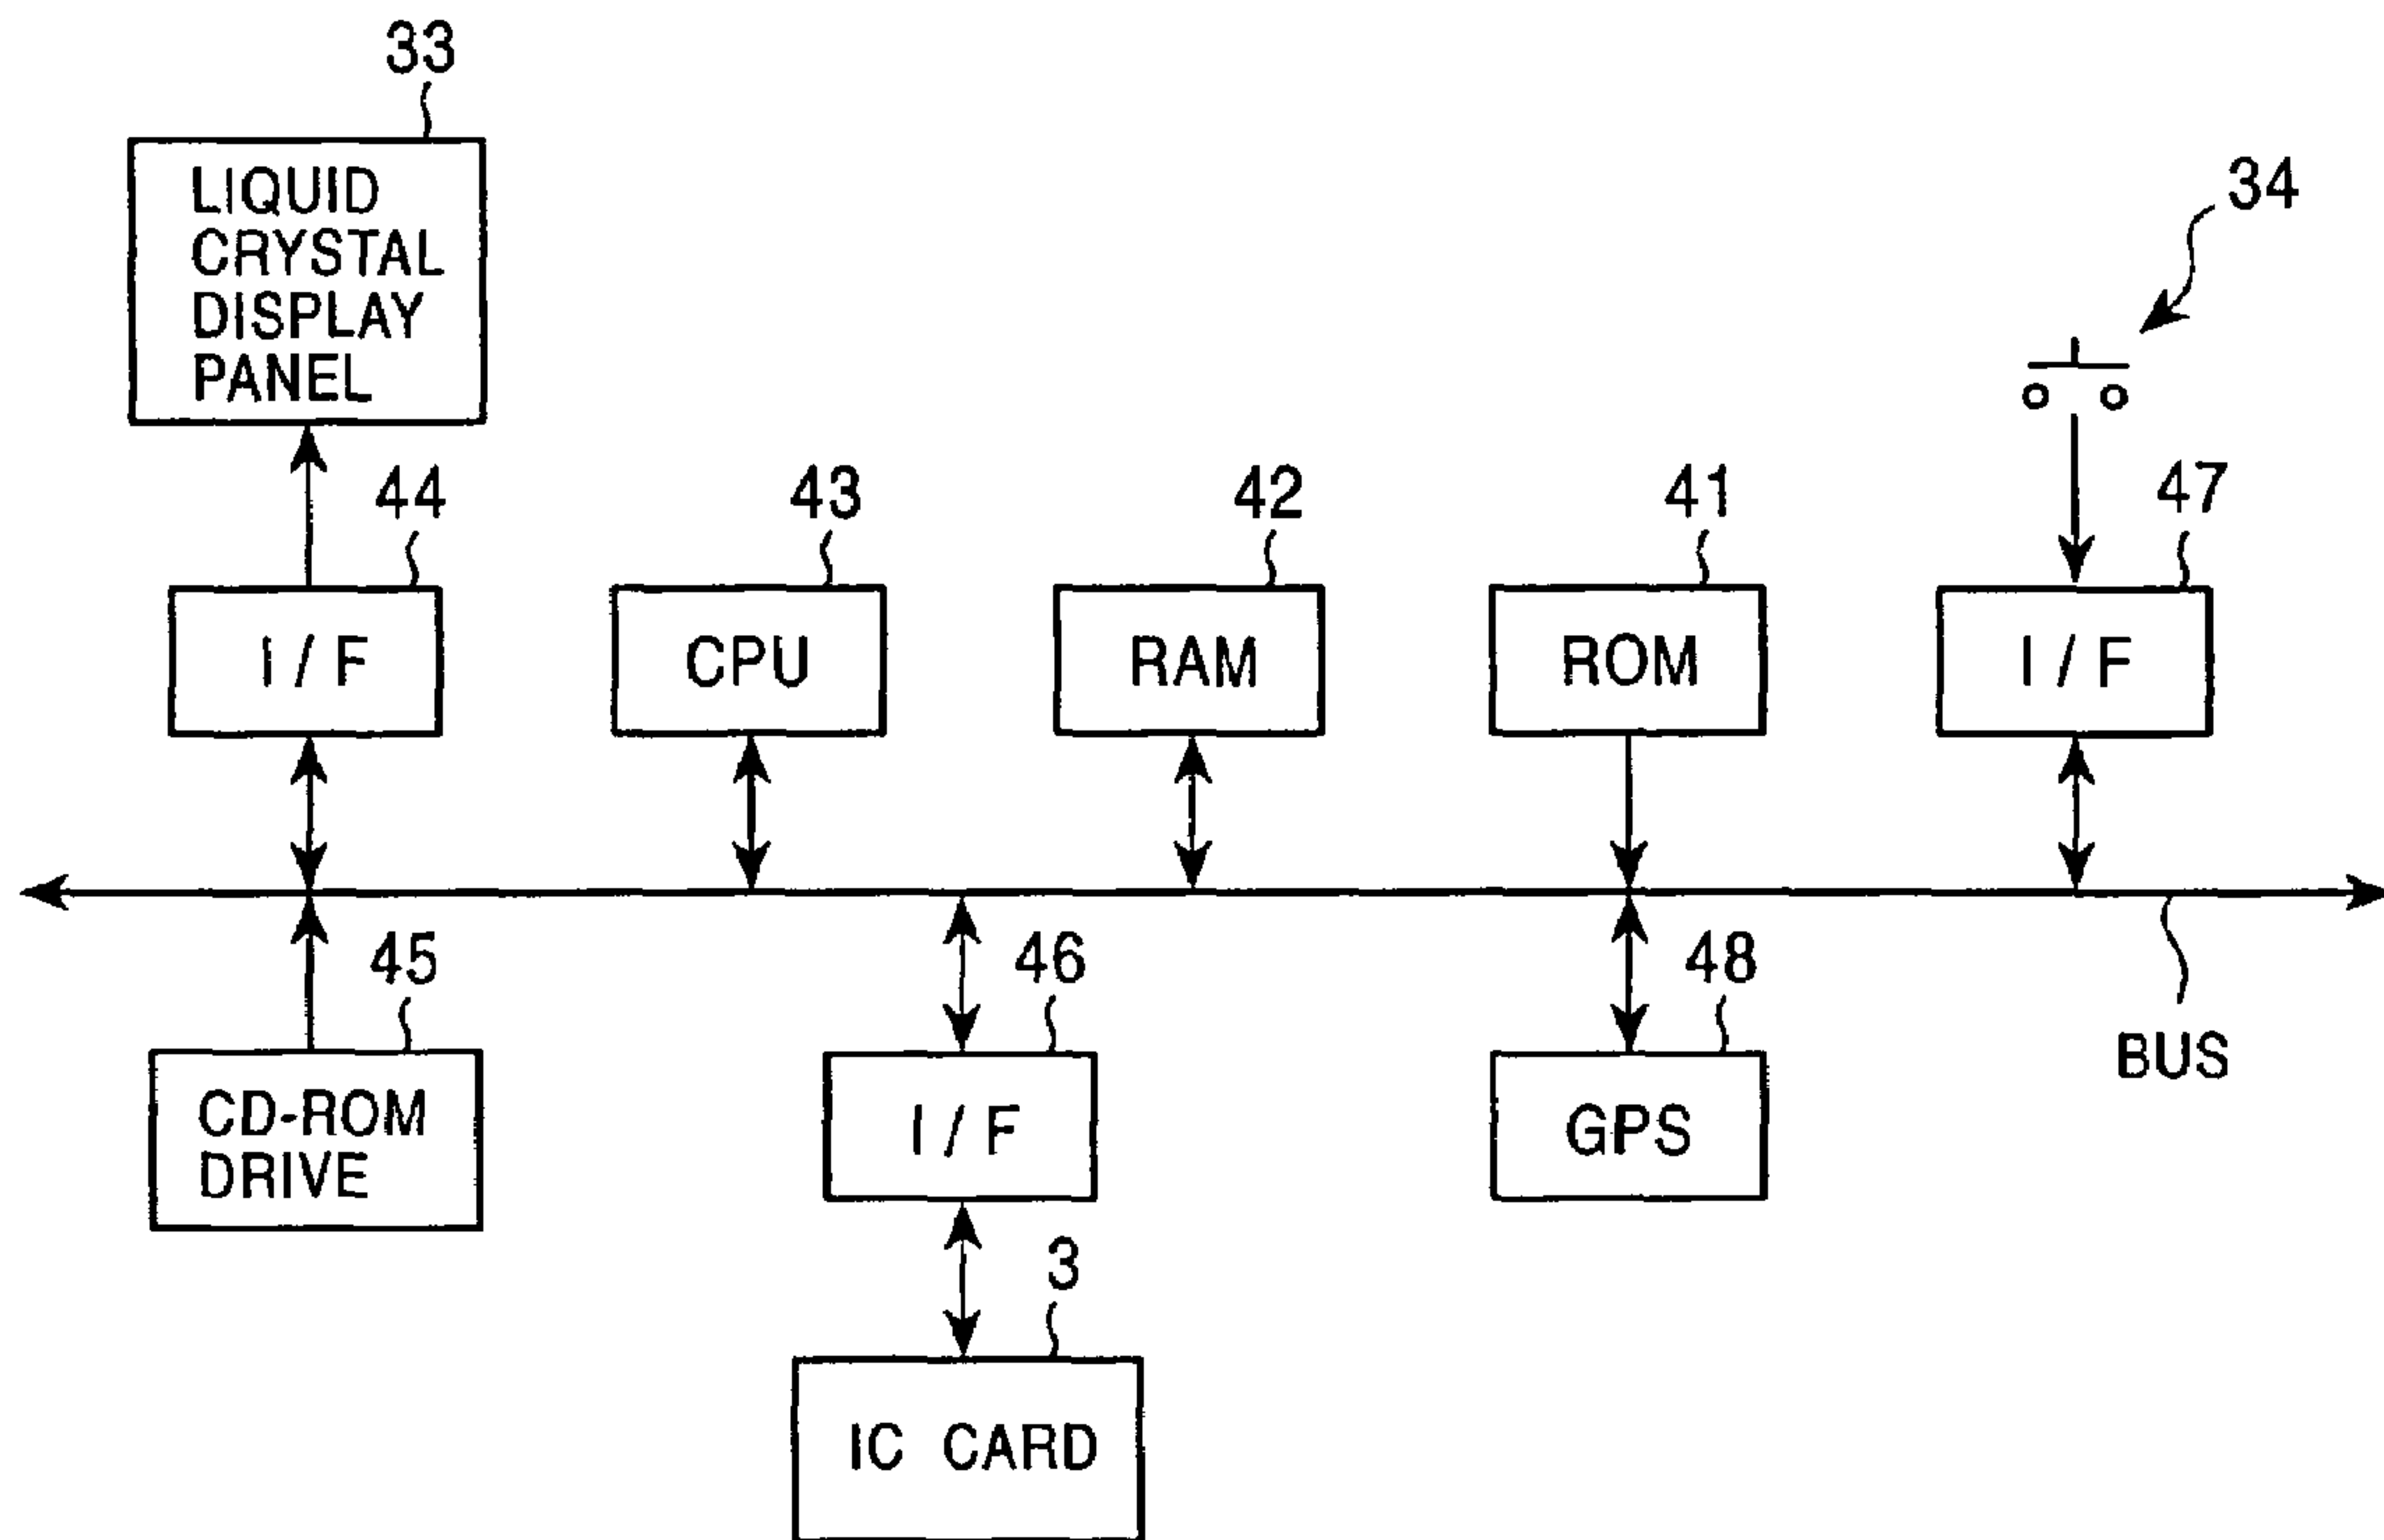 33
LIQUID
CRYSTAL
DISPLAY
PANEL
34
44
43
42
41
47
I / F
CPU
RAM
ROM
I / F
45
46
48
BUS
CD-ROM
DRIVE
I / F
GPS
3
IC CARD